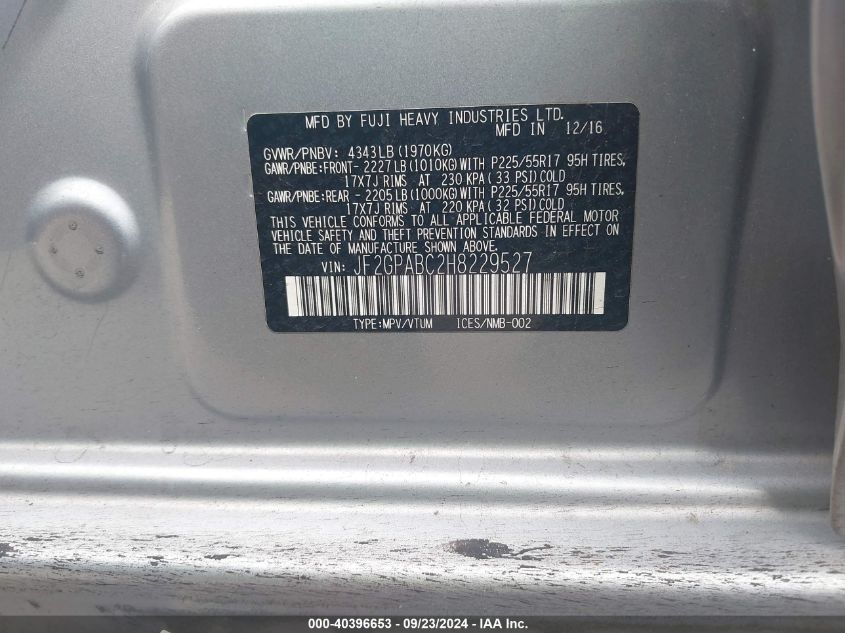 MFD BY FUJI HEAVY INDUSTRIES LTD.
MFD IN 12/16
GVWR/PNBV: 4343LB (1970KG)
GAWR/PNBE:FRONT- 2227LB (1010KG) WITH P225/55R17 95H TIRES,
17X7J RIMS AT 230 KPA( 33 PSI)COLD
GAWR/PNBE:REAR - 2205LB (1000KG) WITH P225/55R17 95H TIRES,
17X7J RIMS AT 220 KPA( 32 PSI)COLD
THIS VEHICLE CONFORMS TO ALL APPLICABLE FEDERAL MOTOR
VEHICLE SAFETY AND THEFT PREVENTION STANDARDS IN EFFECT ON
THE DATE OF MANUFACTURE SHOWN ABOVE.
VIN: JF2GPABC2H8229527
TYPE:MPV/VTUM ICES/NMB-002
000-40396653 - 09/23/2024 - IAA Inc.